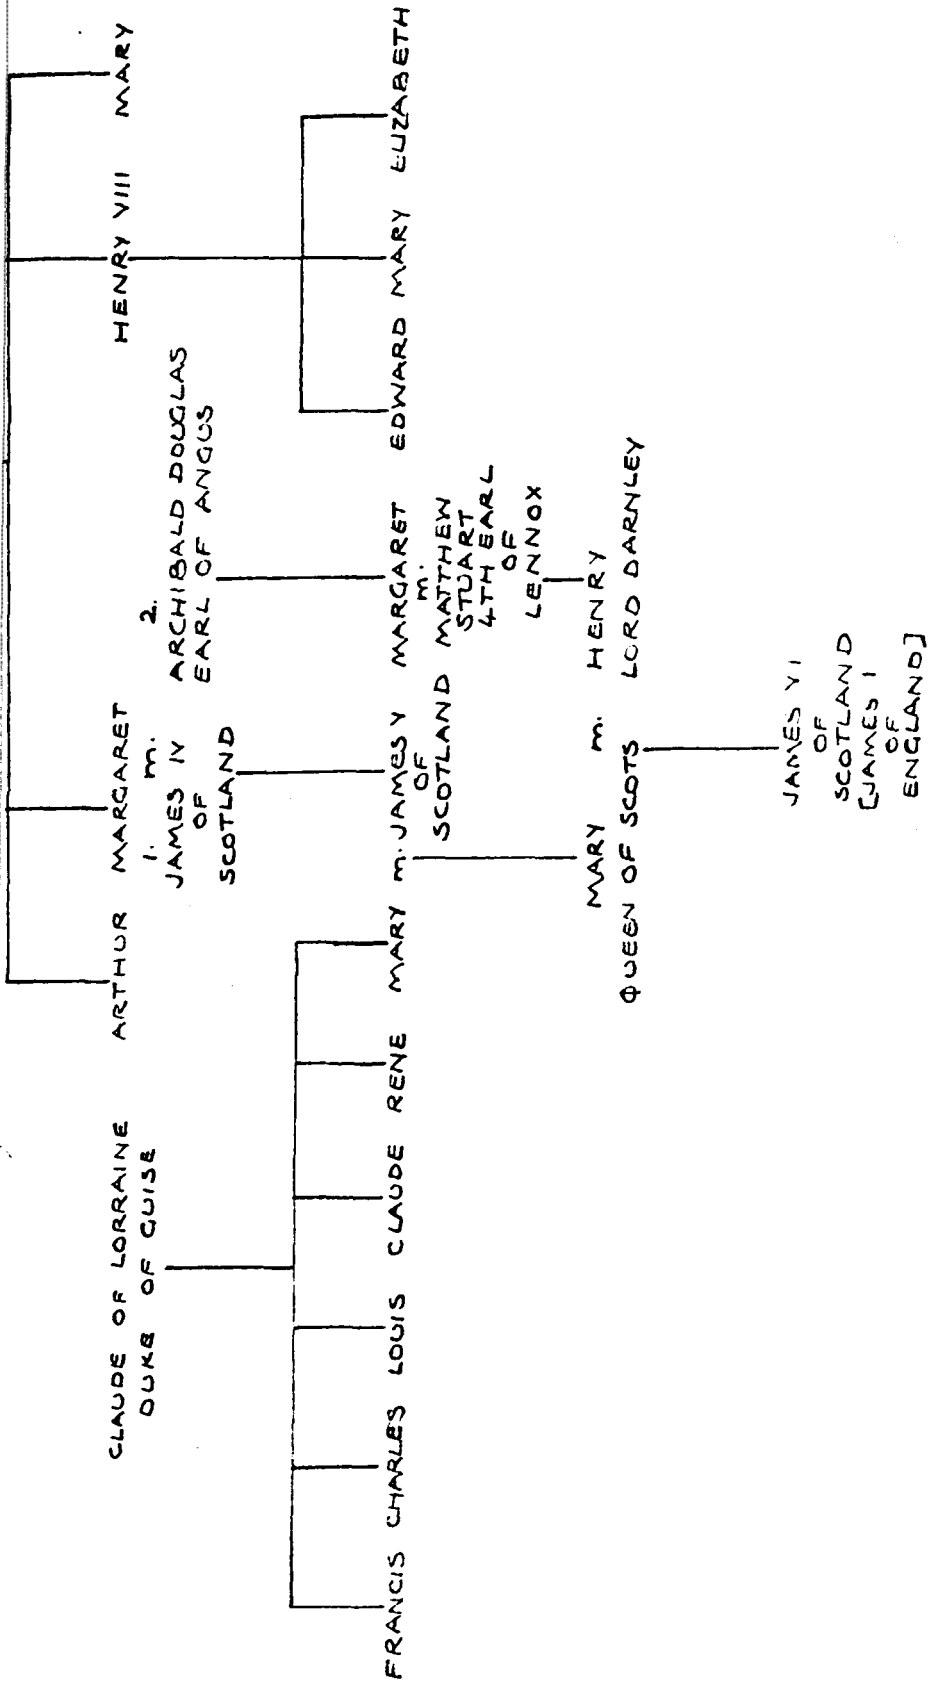 CLAUDE OF LORRAINE
DUKE OF GUISE
ARTHUR
MARGARET
1. m.
JAMES IV
OF
SCOTLAND
2.
ARCHIBALD DOUGLAS
EARL OF ANGUS
HENRY VIII
MARY
FRANCIS
CHARLES
LOUIS
CLAUDE
RENE
MARY
m.
JAMES V
OF
SCOTLAND
MARGARET
m.
MATTHEW
STUART
4TH EARL
OF
LENNOX
EDWARD
MARY
ELIZABETH
MARY
QUEEN OF SCOTS
m.
HENRY
LORD DARNLEY
JAMES VI
OF
SCOTLAND
[JAMES I
OF
ENGLAND]